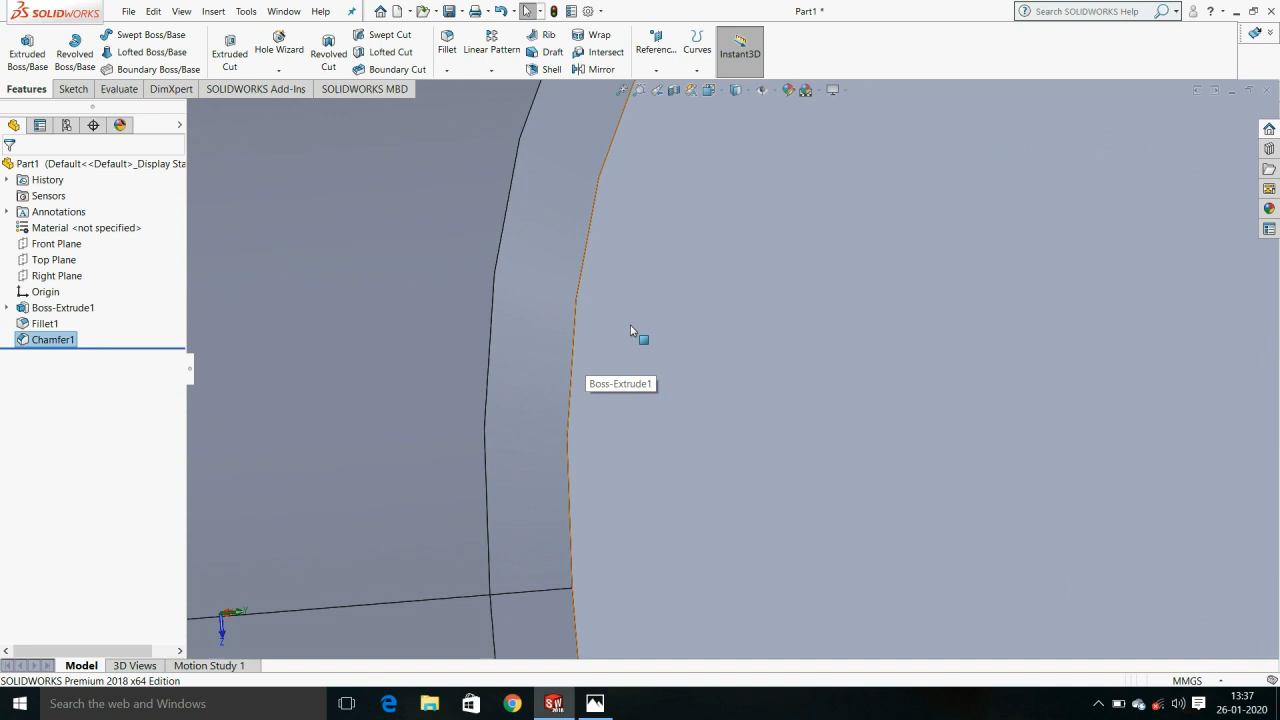 SOLIDWORKS
File Edit View Insert Tools Window Help
Part1 *
Search SOLIDWORKS Help
Extruded Boss/Base
Revolved Boss/Base
Swept Boss/Base
Lofted Boss/Base
Boundary Boss/Base
Extruded Cut
Hole Wizard
Revolved Cut
Swept Cut
Lofted Cut
Boundary Cut
Fillet
Linear Pattern
Rib
Draft
Shell
Wrap
Intersect
Mirror
Referenc...
Curves
Instant3D
Features Sketch Evaluate DimXpert SOLIDWORKS Add-Ins SOLIDWORKS MBD
Part1 (Default<<Default>_Display Sta
History
Sensors
Annotations
Material <not specified>
Front Plane
Top Plane
Right Plane
Origin
Boss-Extrude1
Fillet1
Chamfer1
Boss-Extrude1
Y
Z
Model 3D Views Motion Study 1
SOLIDWORKS Premium 2018 x64 Edition
MMGS
Search the web and Windows
SW
2018
13:37
26-01-2020